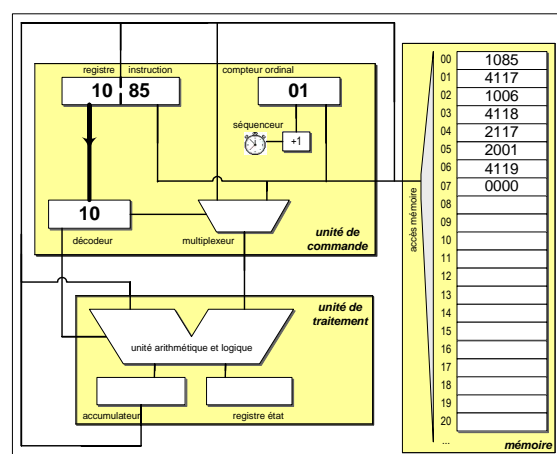 registre instruction
10 85
compteur ordinal
01
séquenceur
+1
10
décodeur
multiplexeur
unité de
commande
unité de
traitement
unité arithmétique et logique
accumulateur
registre état
accès mémoire
00 1085
01 4117
02 1006
03 4118
04 2117
05 2001
06 4119
07 0000
08
09
10
11
12
13
14
15
16
17
18
19
20
...
mémoire